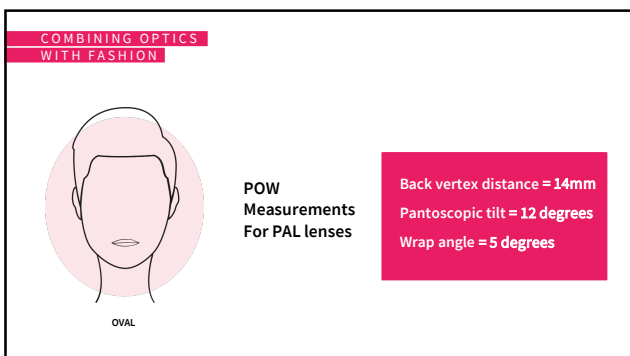 COMBINING OPTICS
WITH FASHION
POW
Measurements
For PAL lenses
Back vertex distance = 14mm
Pantoscopic tilt = 12 degrees
Wrap angle = 5 degrees
OVAL